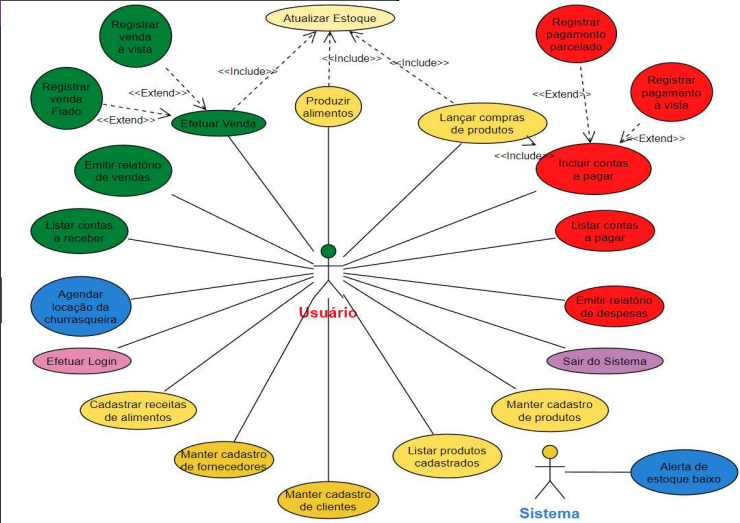 Atualizar Estoque
Registrar
venda
à vista
Registrar
pagamento
parcelado
<<Include>>
<<Include>>
<<Include>>
Registrar
venda
Fiado
<<Extend>>
<<Extend>>
Efetuar Venda
Produzir
alimentos
Lançar compras
de produtos
<<Extend>>
Registrar
pagamento
à vista
<<Extend>>
<<Include>>
Incluir contas
a pagar
Emitir relatório
de vendas
Listar contas
a receber
Listar contas
a pagar
Agendar
locação da
churrasqueira
Usuário
Emitir relatório
de despesas
Efetuar Login
Sair do Sistema
Cadastrar receitas
de alimentos
Manter cadastro
de produtos
Manter cadastro
de fornecedores
Listar produtos
cadastrados
Manter cadastro
de clientes
Alerta de
estoque baixo
Sistema